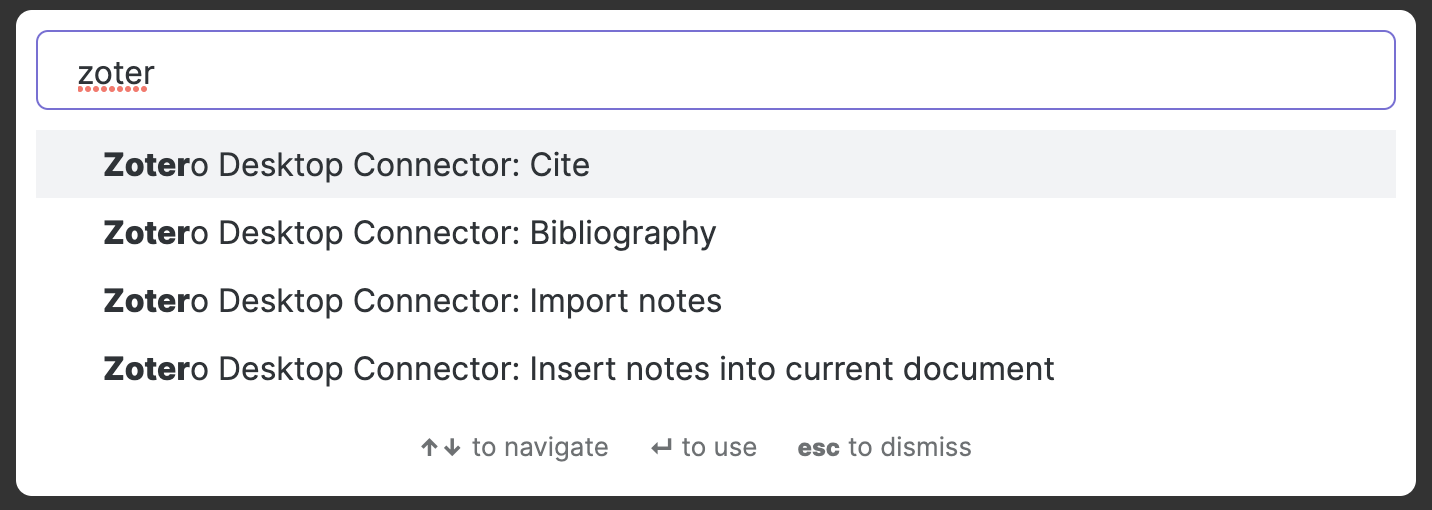 zoter
Zotero Desktop Connector: Cite
Zotero Desktop Connector: Bibliography
Zotero Desktop Connector: Import notes
Zotero Desktop Connector: Insert notes into current document
↑↓ to navigate ↵ to use esc to dismiss